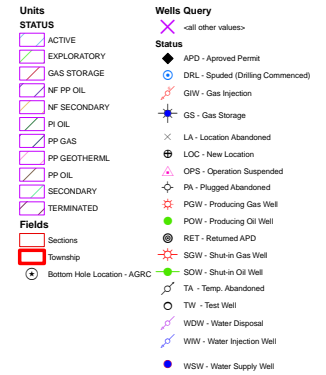 Units
STATUS
ACTIVE
EXPLORATORY
GAS STORAGE
NF PP OIL
NF SECONDARY
PI OIL
PP GAS
PP GEOTHERML
PP OIL
SECONDARY
TERMINATED
Fields
Sections
Township
Bottom Hole Location - AGRC
Wells Query
<all other values>
Status
APD - Aproved Permit
DRL - Spuded (Drilling Commenced)
GIW - Gas Injection
GS - Gas Storage
LA - Location Abandoned
LOC - New Location
OPS - Operation Suspended
PA - Plugged Abandoned
PGW - Producing Gas Well
POW - Producing Oil Well
RET - Returned APD
SGW - Shut-in Gas Well
SOW - Shut-in Oil Well
TA - Temp. Abandoned
TW - Test Well
WDW - Water Disposal
WIW - Water Injection Well
WSW - Water Supply Well